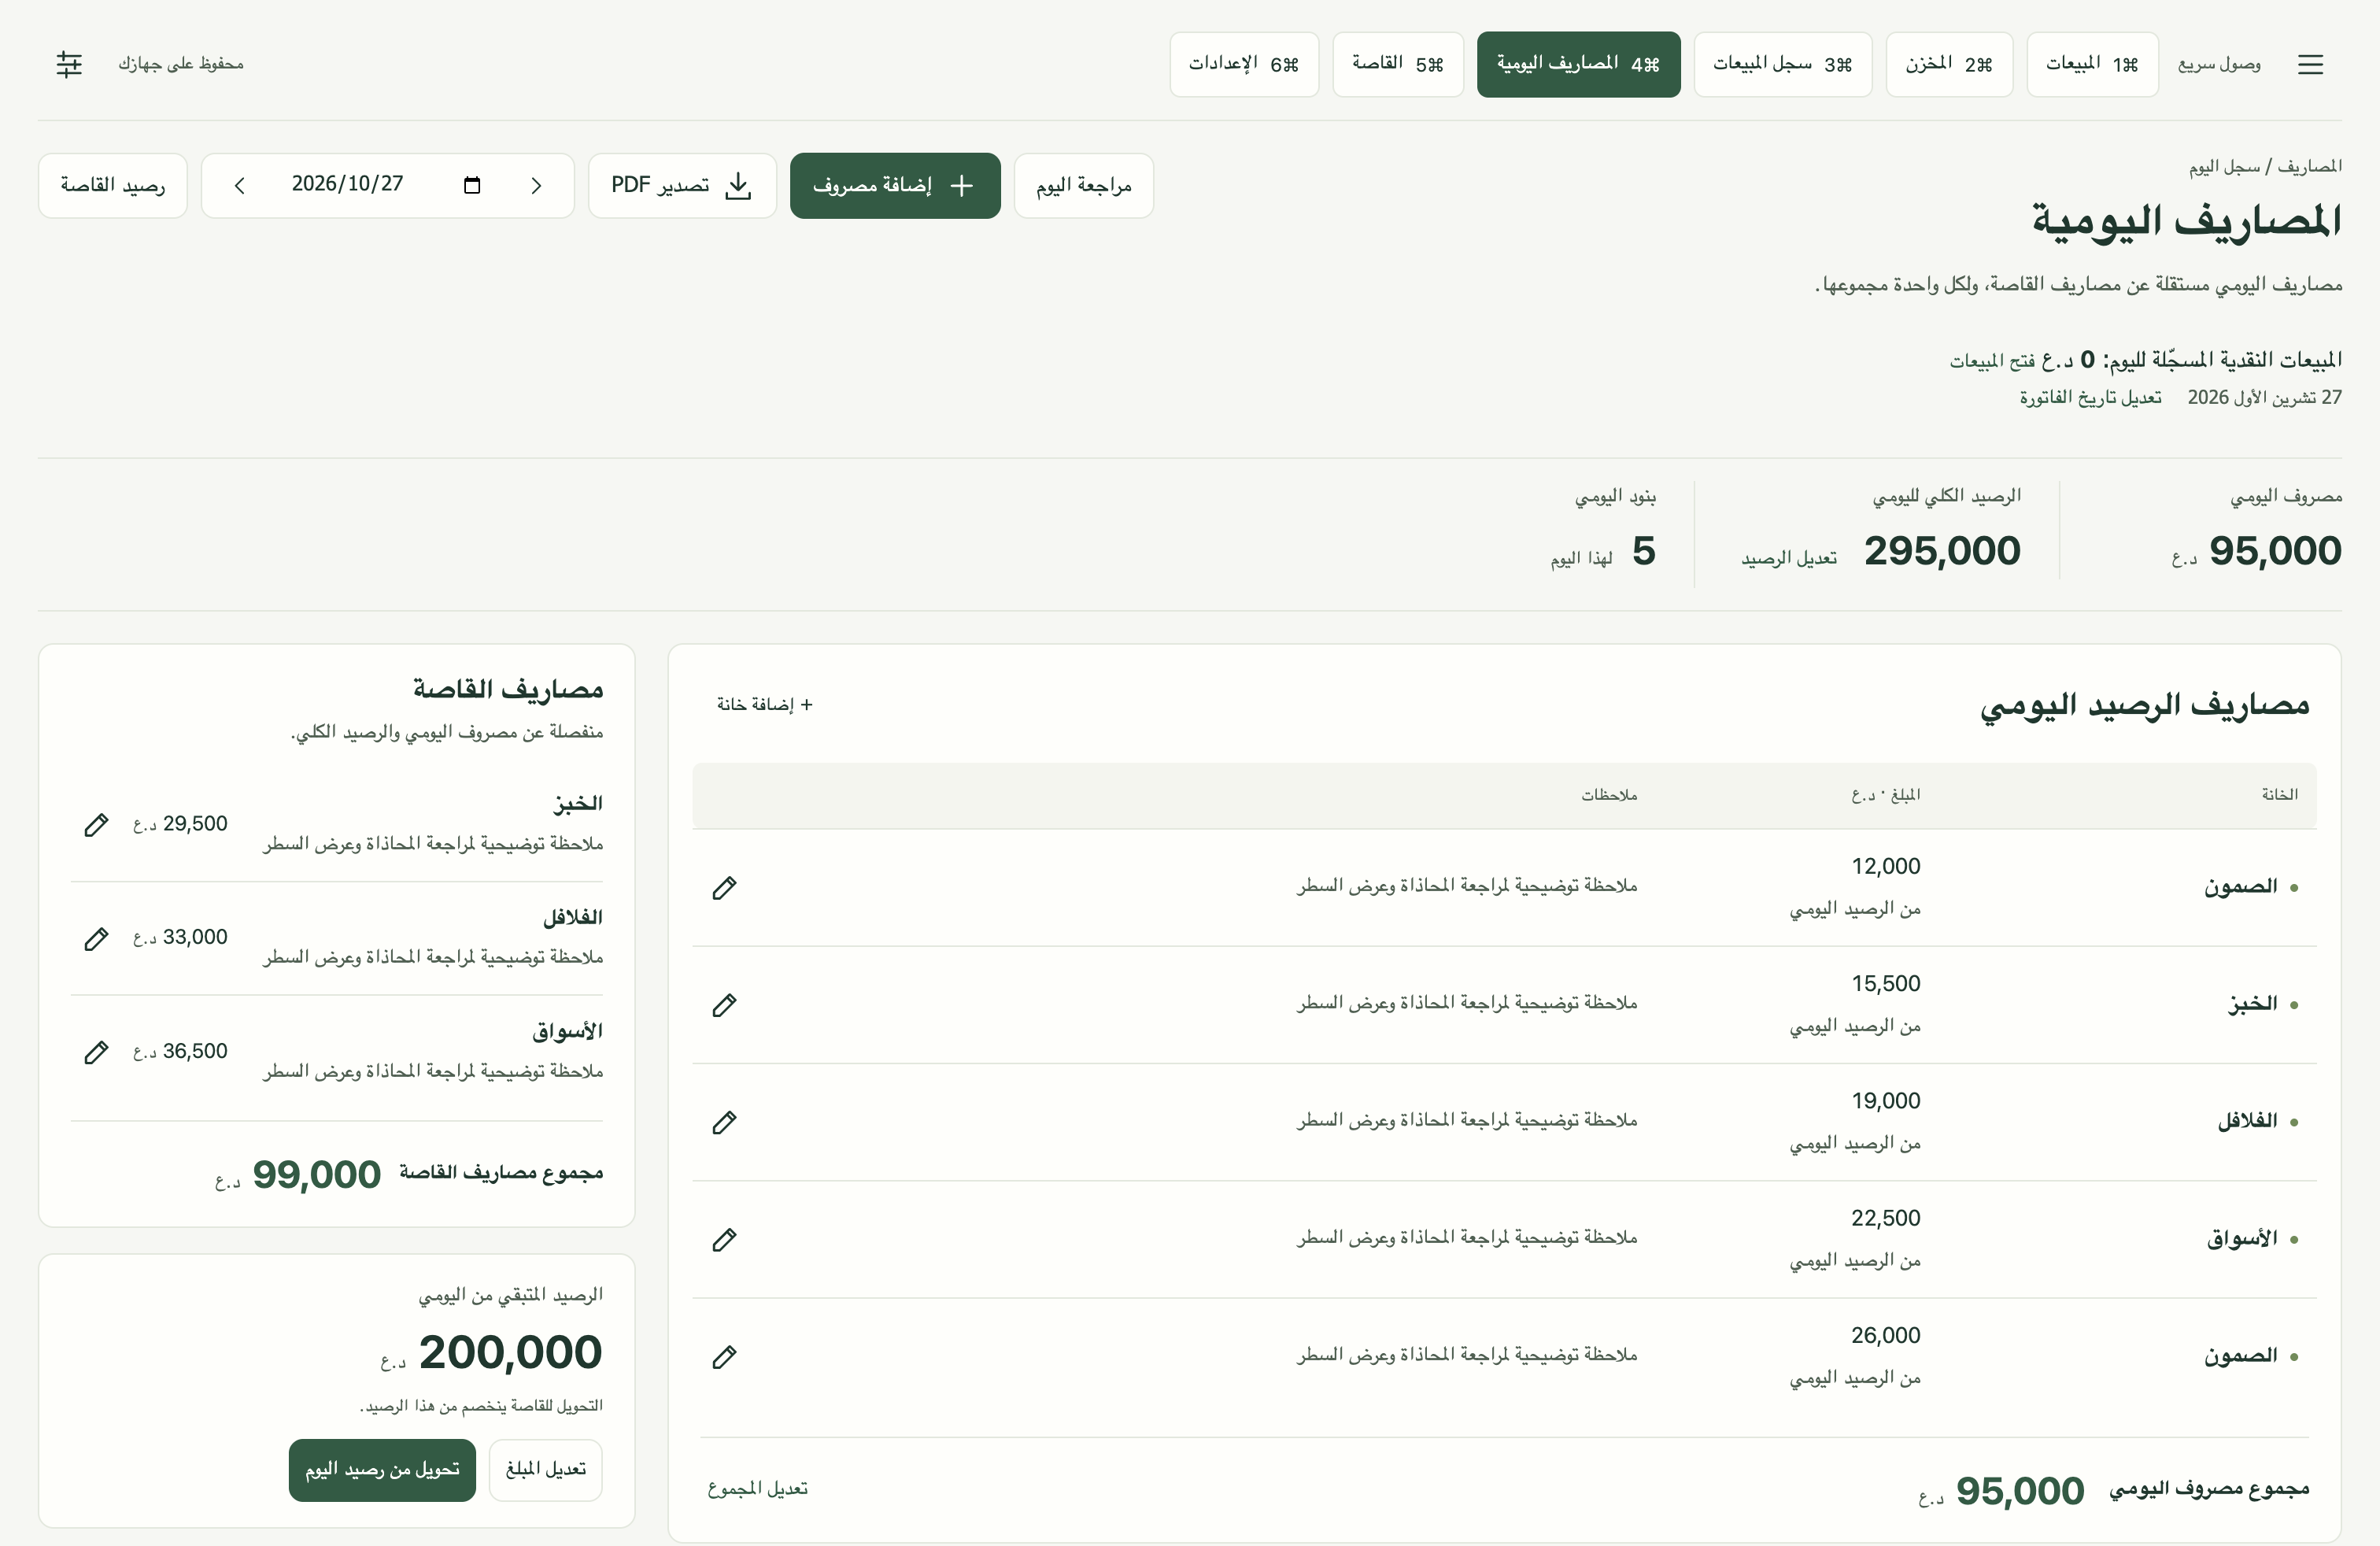 وصول سريع
⌘1 المبيعات
⌘2 المخزن
⌘3 سجل المبيعات
⌘4 المصاريف اليومية
⌘5 القاصة
⌘6 الإعدادات
محفوظ على جهازك
المصاريف / سجل اليوم
المصاريف اليومية
مصاريف اليومي مستقلة عن مصاريف القاصة، ولكل واحدة مجموعها.
المبيعات النقدية المسجّلة لليوم: 0 د.ع فتح المبيعات
27 تشرين الأول 2026 تعديل تاريخ الفاتورة
مراجعة اليوم
إضافة مصروف
تصدير PDF
2026/10/27
رصيد القاصة
مصروف اليومي
95,000 د.ع
الرصيد الكلي لليومي
295,000 تعديل الرصيد
بنود اليومي
5 لهذا اليوم
مصاريف الرصيد اليومي
+ إضافة خانة
الخانة المبلغ · د.ع ملاحظات
الصمون 12,000 ملاحظة توضيحية لمراجعة المحاذاة وعرض السطر
من الرصيد اليومي
الخبز 15,500 ملاحظة توضيحية لمراجعة المحاذاة وعرض السطر
من الرصيد اليومي
الفلافل 19,000 ملاحظة توضيحية لمراجعة المحاذاة وعرض السطر
من الرصيد اليومي
الأسواق 22,500 ملاحظة توضيحية لمراجعة المحاذاة وعرض السطر
من الرصيد اليومي
الصمون 26,000 ملاحظة توضيحية لمراجعة المحاذاة وعرض السطر
من الرصيد اليومي
مجموع مصروف اليومي 95,000 د.ع تعديل المجموع
مصاريف القاصة
منفصلة عن مصروف اليومي والرصيد الكلي.
الخبز
ملاحظة توضيحية لمراجعة المحاذاة وعرض السطر
29,500 د.ع
الفلافل
ملاحظة توضيحية لمراجعة المحاذاة وعرض السطر
33,000 د.ع
الأسواق
ملاحظة توضيحية لمراجعة المحاذاة وعرض السطر
36,500 د.ع
مجموع مصاريف القاصة 99,000 د.ع
الرصيد المتبقي من اليومي
200,000 د.ع
التحويل للقاصة ينخصم من هذا الرصيد.
تعديل المبلغ
تحويل من رصيد اليوم